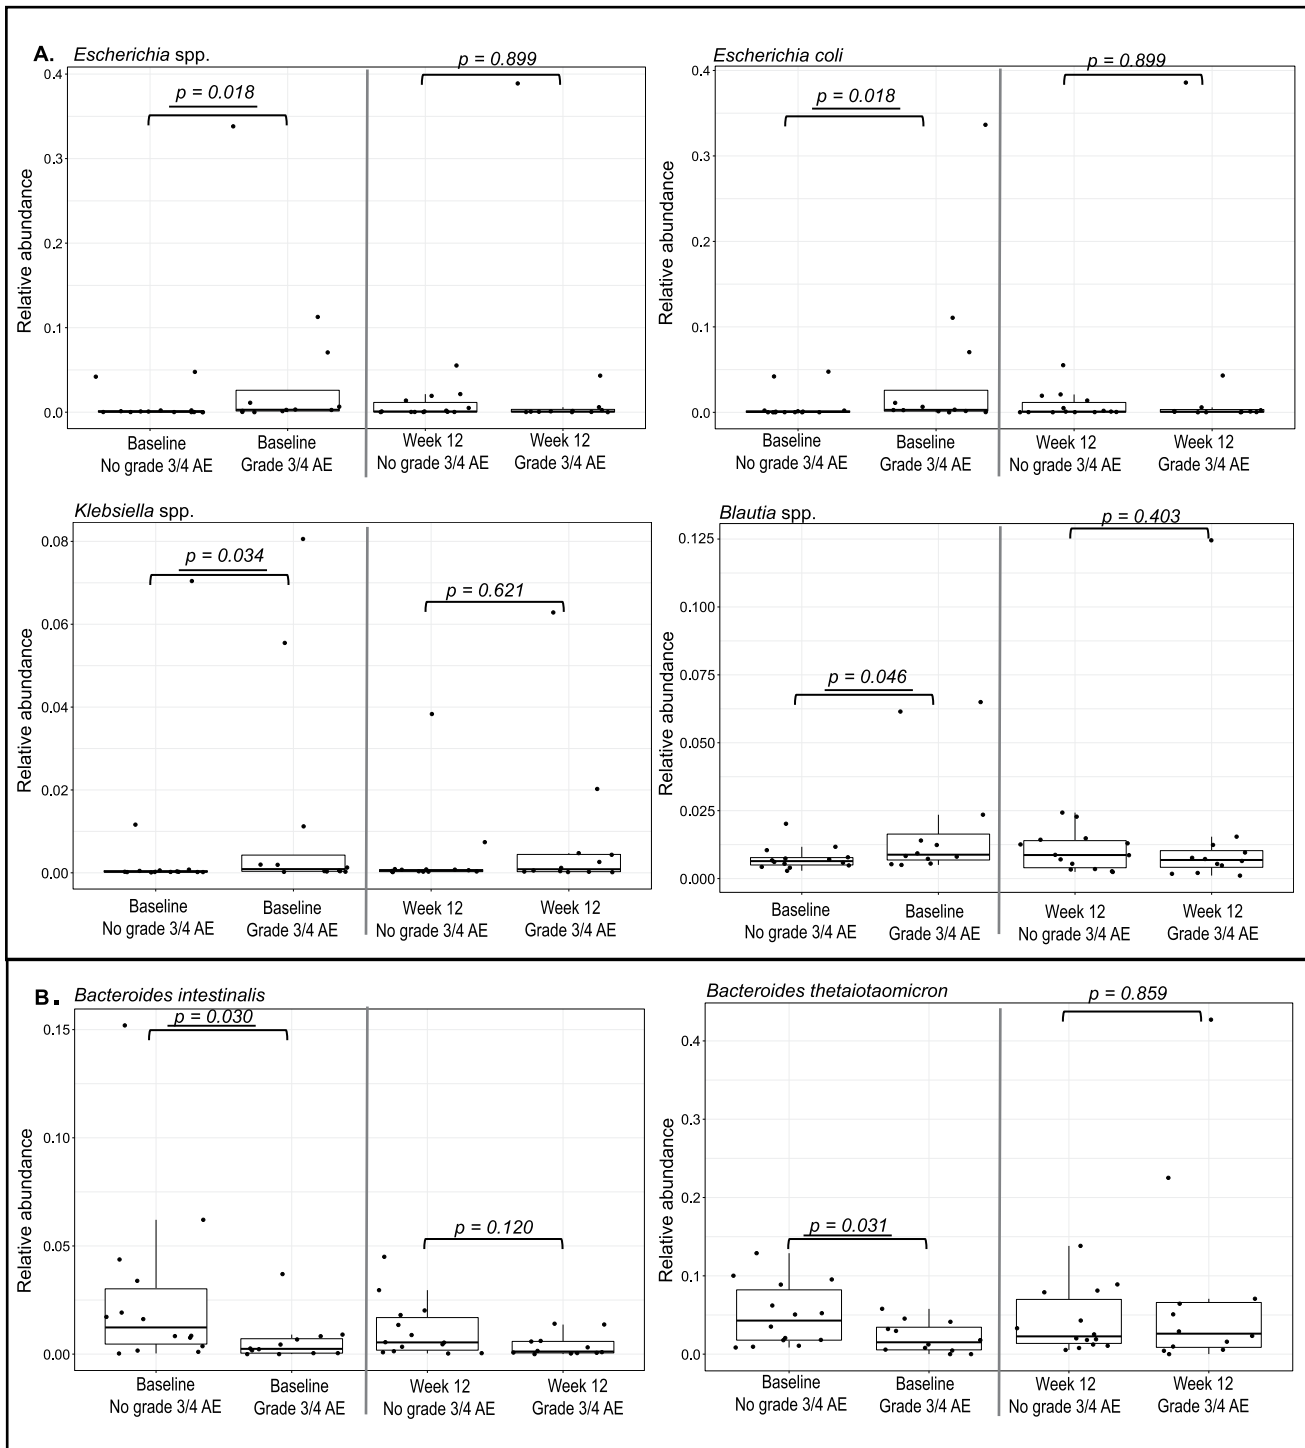 A.
Escherichia spp.
p = 0.018
p = 0.899
Relative abundance
0.4
0.3
0.2
0.1
0.0
Baseline
No grade 3/4 AE
Baseline
Grade 3/4 AE
Week 12
No grade 3/4 AE
Week 12
Grade 3/4 AE
Escherichia coli
p = 0.018
p = 0.899
Relative abundance
0.4
0.3
0.2
0.1
0.0
Baseline
No grade 3/4 AE
Baseline
Grade 3/4 AE
Week 12
No grade 3/4 AE
Week 12
Grade 3/4 AE
Klebsiella spp.
p = 0.034
p = 0.621
Relative abundance
0.08
0.06
0.04
0.02
0.00
Baseline
No grade 3/4 AE
Baseline
Grade 3/4 AE
Week 12
No grade 3/4 AE
Week 12
Grade 3/4 AE
Blautia spp.
p = 0.046
p = 0.403
Relative abundance
0.125
0.100
0.075
0.050
0.025
0.000
Baseline
No grade 3/4 AE
Baseline
Grade 3/4 AE
Week 12
No grade 3/4 AE
Week 12
Grade 3/4 AE
B.
Bacteroides intestinalis
p = 0.030
p = 0.120
Relative abundance
0.15
0.10
0.05
0.00
Baseline
No grade 3/4 AE
Baseline
Grade 3/4 AE
Week 12
No grade 3/4 AE
Week 12
Grade 3/4 AE
Bacteroides thetaiotaomicron
p = 0.031
p = 0.859
Relative abundance
0.4
0.3
0.2
0.1
0.0
Baseline
No grade 3/4 AE
Baseline
Grade 3/4 AE
Week 12
No grade 3/4 AE
Week 12
Grade 3/4 AE